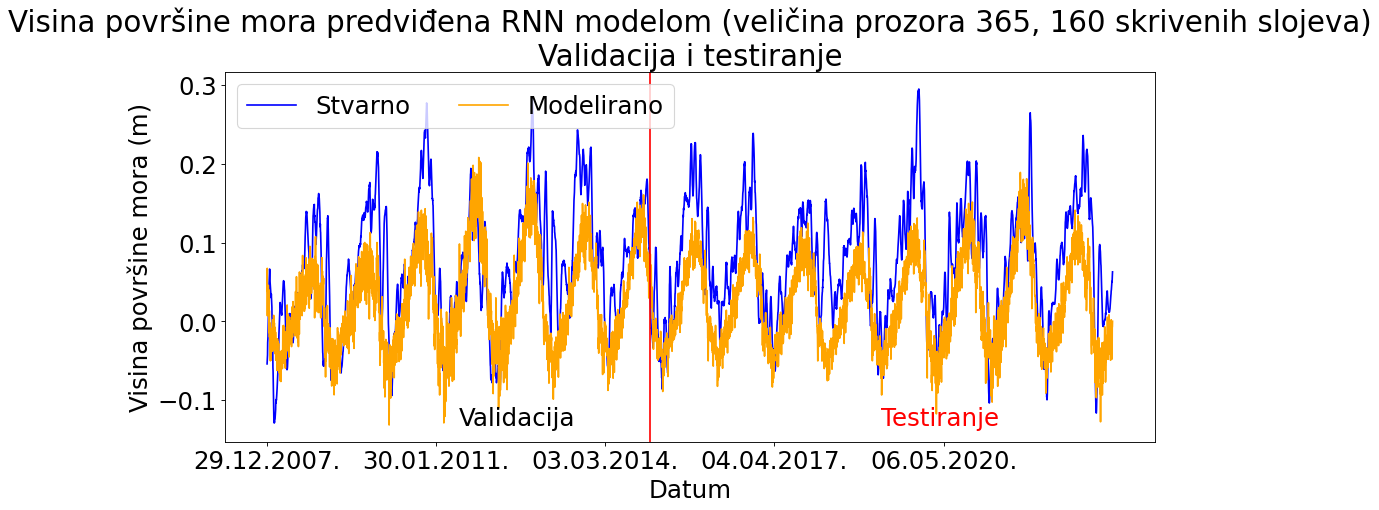 Visina površine mora predviđena RNN modelom (veličina prozora 365, 160 skrivenih slojeva)
Validacija i testiranje
Stvarno
Modelirano
Visina površine mora (m)
0.3
0.2
0.1
0.0
−0.1
Validacija
Testiranje
29.12.2007.
30.01.2011.
03.03.2014.
04.04.2017.
06.05.2020.
Datum